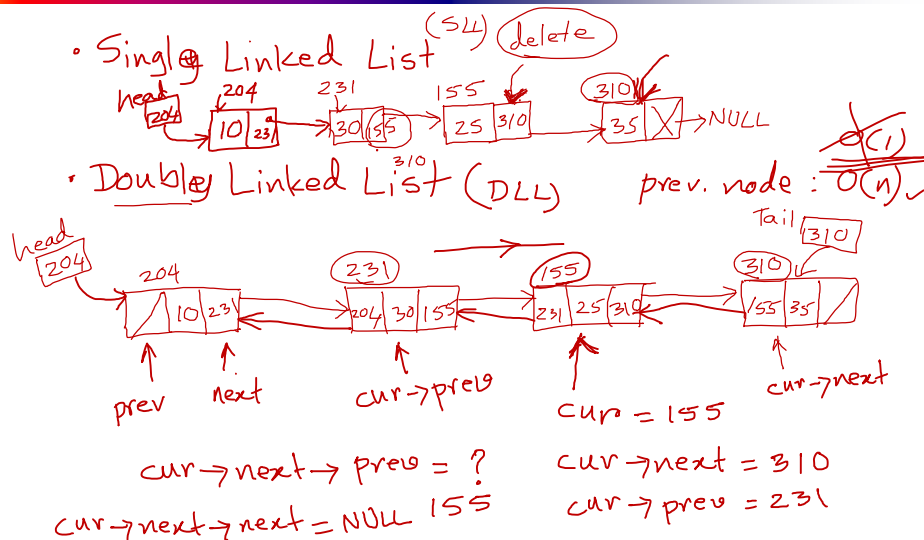 • Singly Linked List (SLL) delete
head 204 231 155 310
204 10 231 30 155 25 310 35 X → NULL
310
• Doubly Linked List (DLL) prev. node : O(1) O(n) ✓
Tail 310
head 204
204 231 155 310
10 231 204 30 155 231 25 310 155 35
prev next cur→prev cur = 155 cur→next
cur→next→prev = ? cur→next = 310
155
cur→next→next = NULL cur→prev = 231